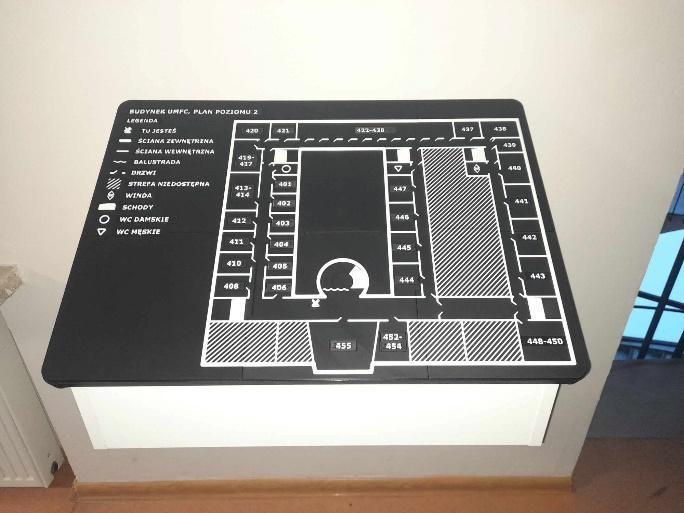 BUDYNEK UMFC, PLAN POZIOMU 2
LEGENDA
TU JESTEŚ
ŚCIANA ZEWNĘTRZNA
ŚCIANA WEWNĘTRZNA
BALUSTRADA
DRZWI
STREFA NIEDOSTĘPNA
WINDA
SCHODY
WC DAMSKIE
WC MĘSKIE
420 421 422-436 437 438
439
419-
417
440
401
413-
414
447
441
402
412
403
446
442
411
404
445
410
405
443
408
406
444
455
452-
454
448-450